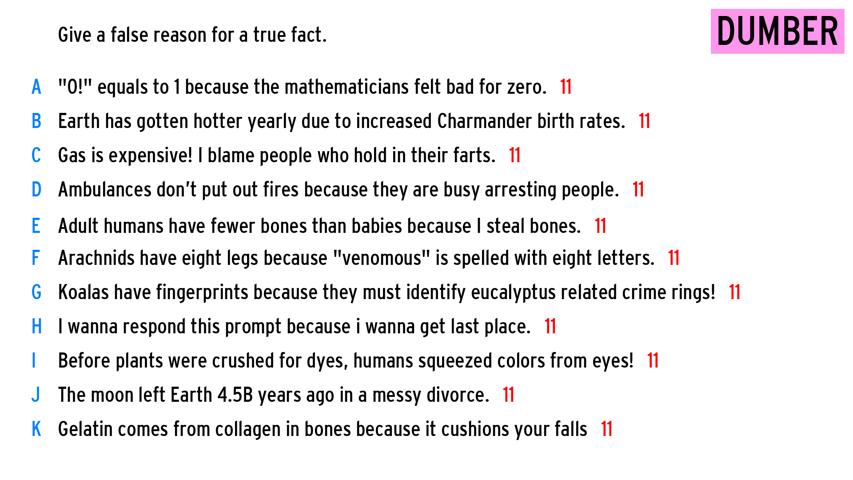 Give a false reason for a true fact.
DUMBER
A "0!" equals to 1 because the mathematicians felt bad for zero. 11
B Earth has gotten hotter yearly due to increased Charmander birth rates. 11
C Gas is expensive! I blame people who hold in their farts. 11
D Ambulances don't put out fires because they are busy arresting people. 11
E Adult humans have fewer bones than babies because I steal bones. 11
F Arachnids have eight legs because "venomous" is spelled with eight letters. 11
G Koalas have fingerprints because they must identify eucalyptus related crime rings! 11
H I wanna respond this prompt because i wanna get last place. 11
I Before plants were crushed for dyes, humans squeezed colors from eyes! 11
J The moon left Earth 4.5B years ago in a messy divorce. 11
K Gelatin comes from collagen in bones because it cushions your falls 11